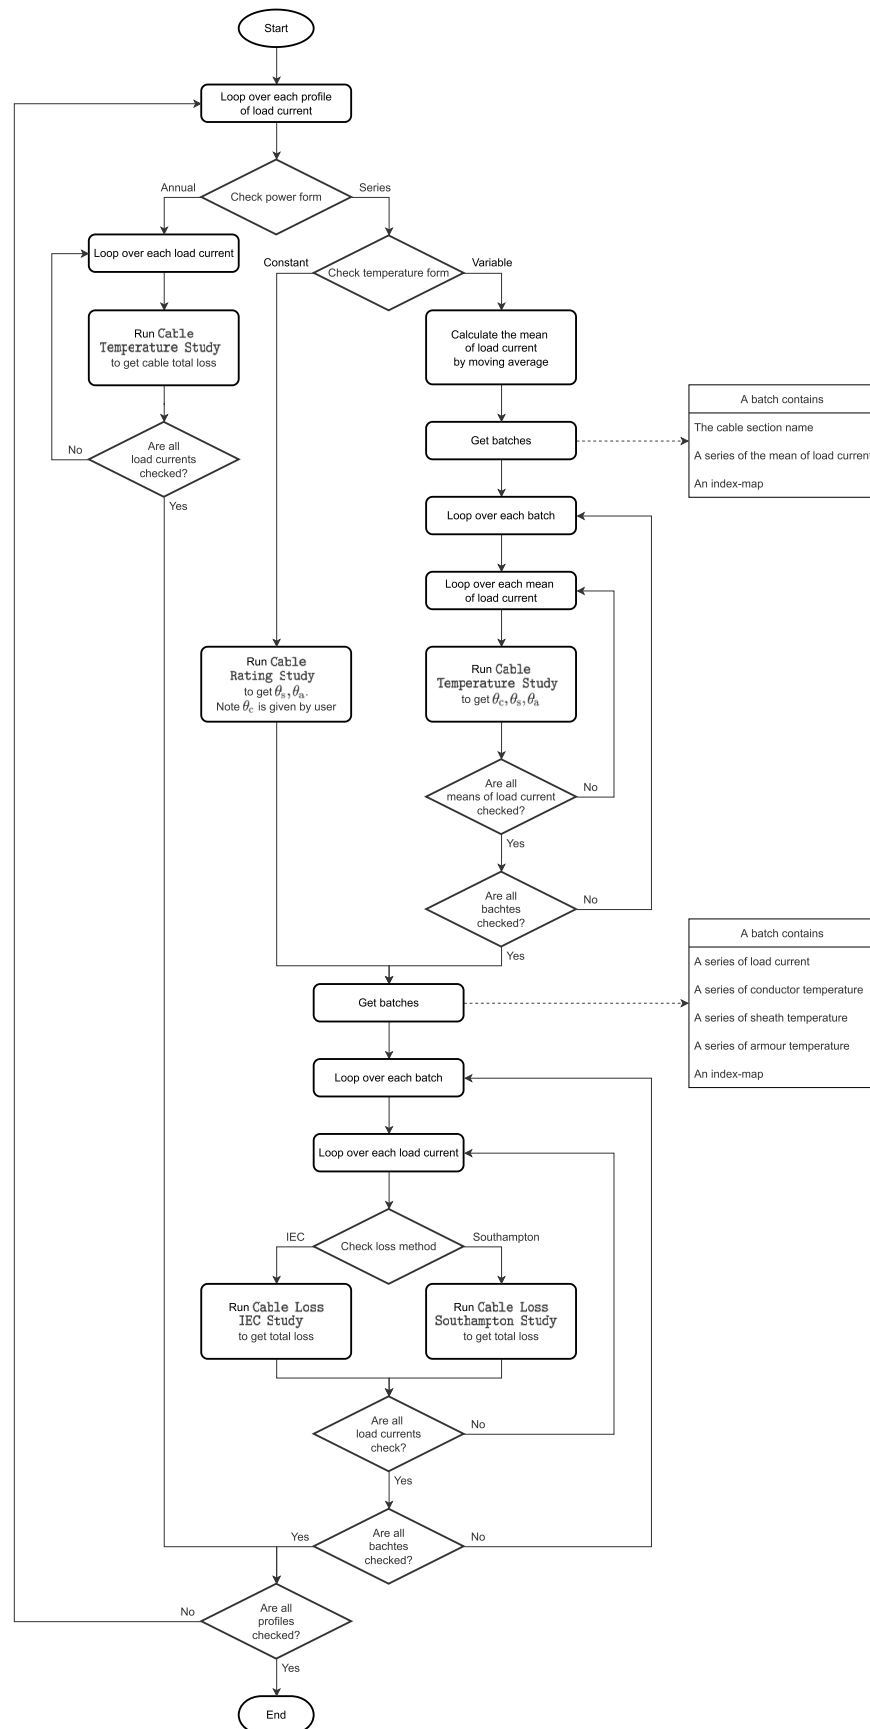 Start
Loop over each profile
of load current
Check power form
Annual
Series
Loop over each load current
Check temperature form
Constant
Variable
Run Cable
Temperature Study
to get cable total loss
Calculate the mean
of load current
by moving average
Are all
load currents
checked?
No
Yes
Get batches
A batch contains
The cable section name
A series of the mean of load current
An index-map
Loop over each batch
Loop over each mean
of load current
Run Cable
Rating Study
to get θs, θa.
Note θc is given by user
Run Cable
Temperature Study
to get θc, θs, θa
Are all
means of load current
checked?
No
Yes
Are all
bachtes
checked?
No
Yes
Get batches
A batch contains
A series of load current
A series of conductor temperature
A series of sheath temperature
A series of armour temperature
An index-map
Loop over each batch
Loop over each load current
Check loss method
IEC
Southampton
Run Cable Loss
IEC Study
to get total loss
Run Cable Loss
Southampton Study
to get total loss
Are all
load currents
check?
No
Yes
Are all
bachtes
checked?
Yes
No
Are all
profiles
checked?
No
Yes
End